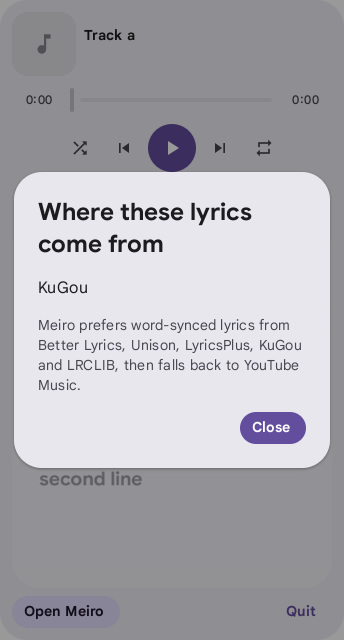 Track a
0:00
0:00
Where these lyrics
come from
KuGou
Meiro prefers word-synced lyrics from
Better Lyrics, Unison, LyricsPlus, KuGou
and LRCLIB, then falls back to YouTube
Music.
Close
second line
Open Meiro
Quit